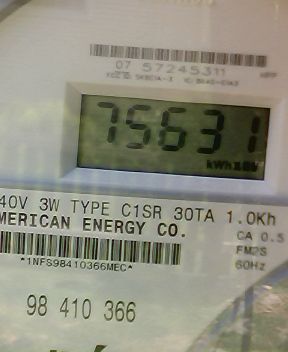 07 57245311
75631
kWh
40V 3W TYPE C1SR 30TA 1.0Kh
MERICAN ENERGY CO.
CA 0.5
FM2S
60Hz
*1NFS98410366MEC*
98 410 366